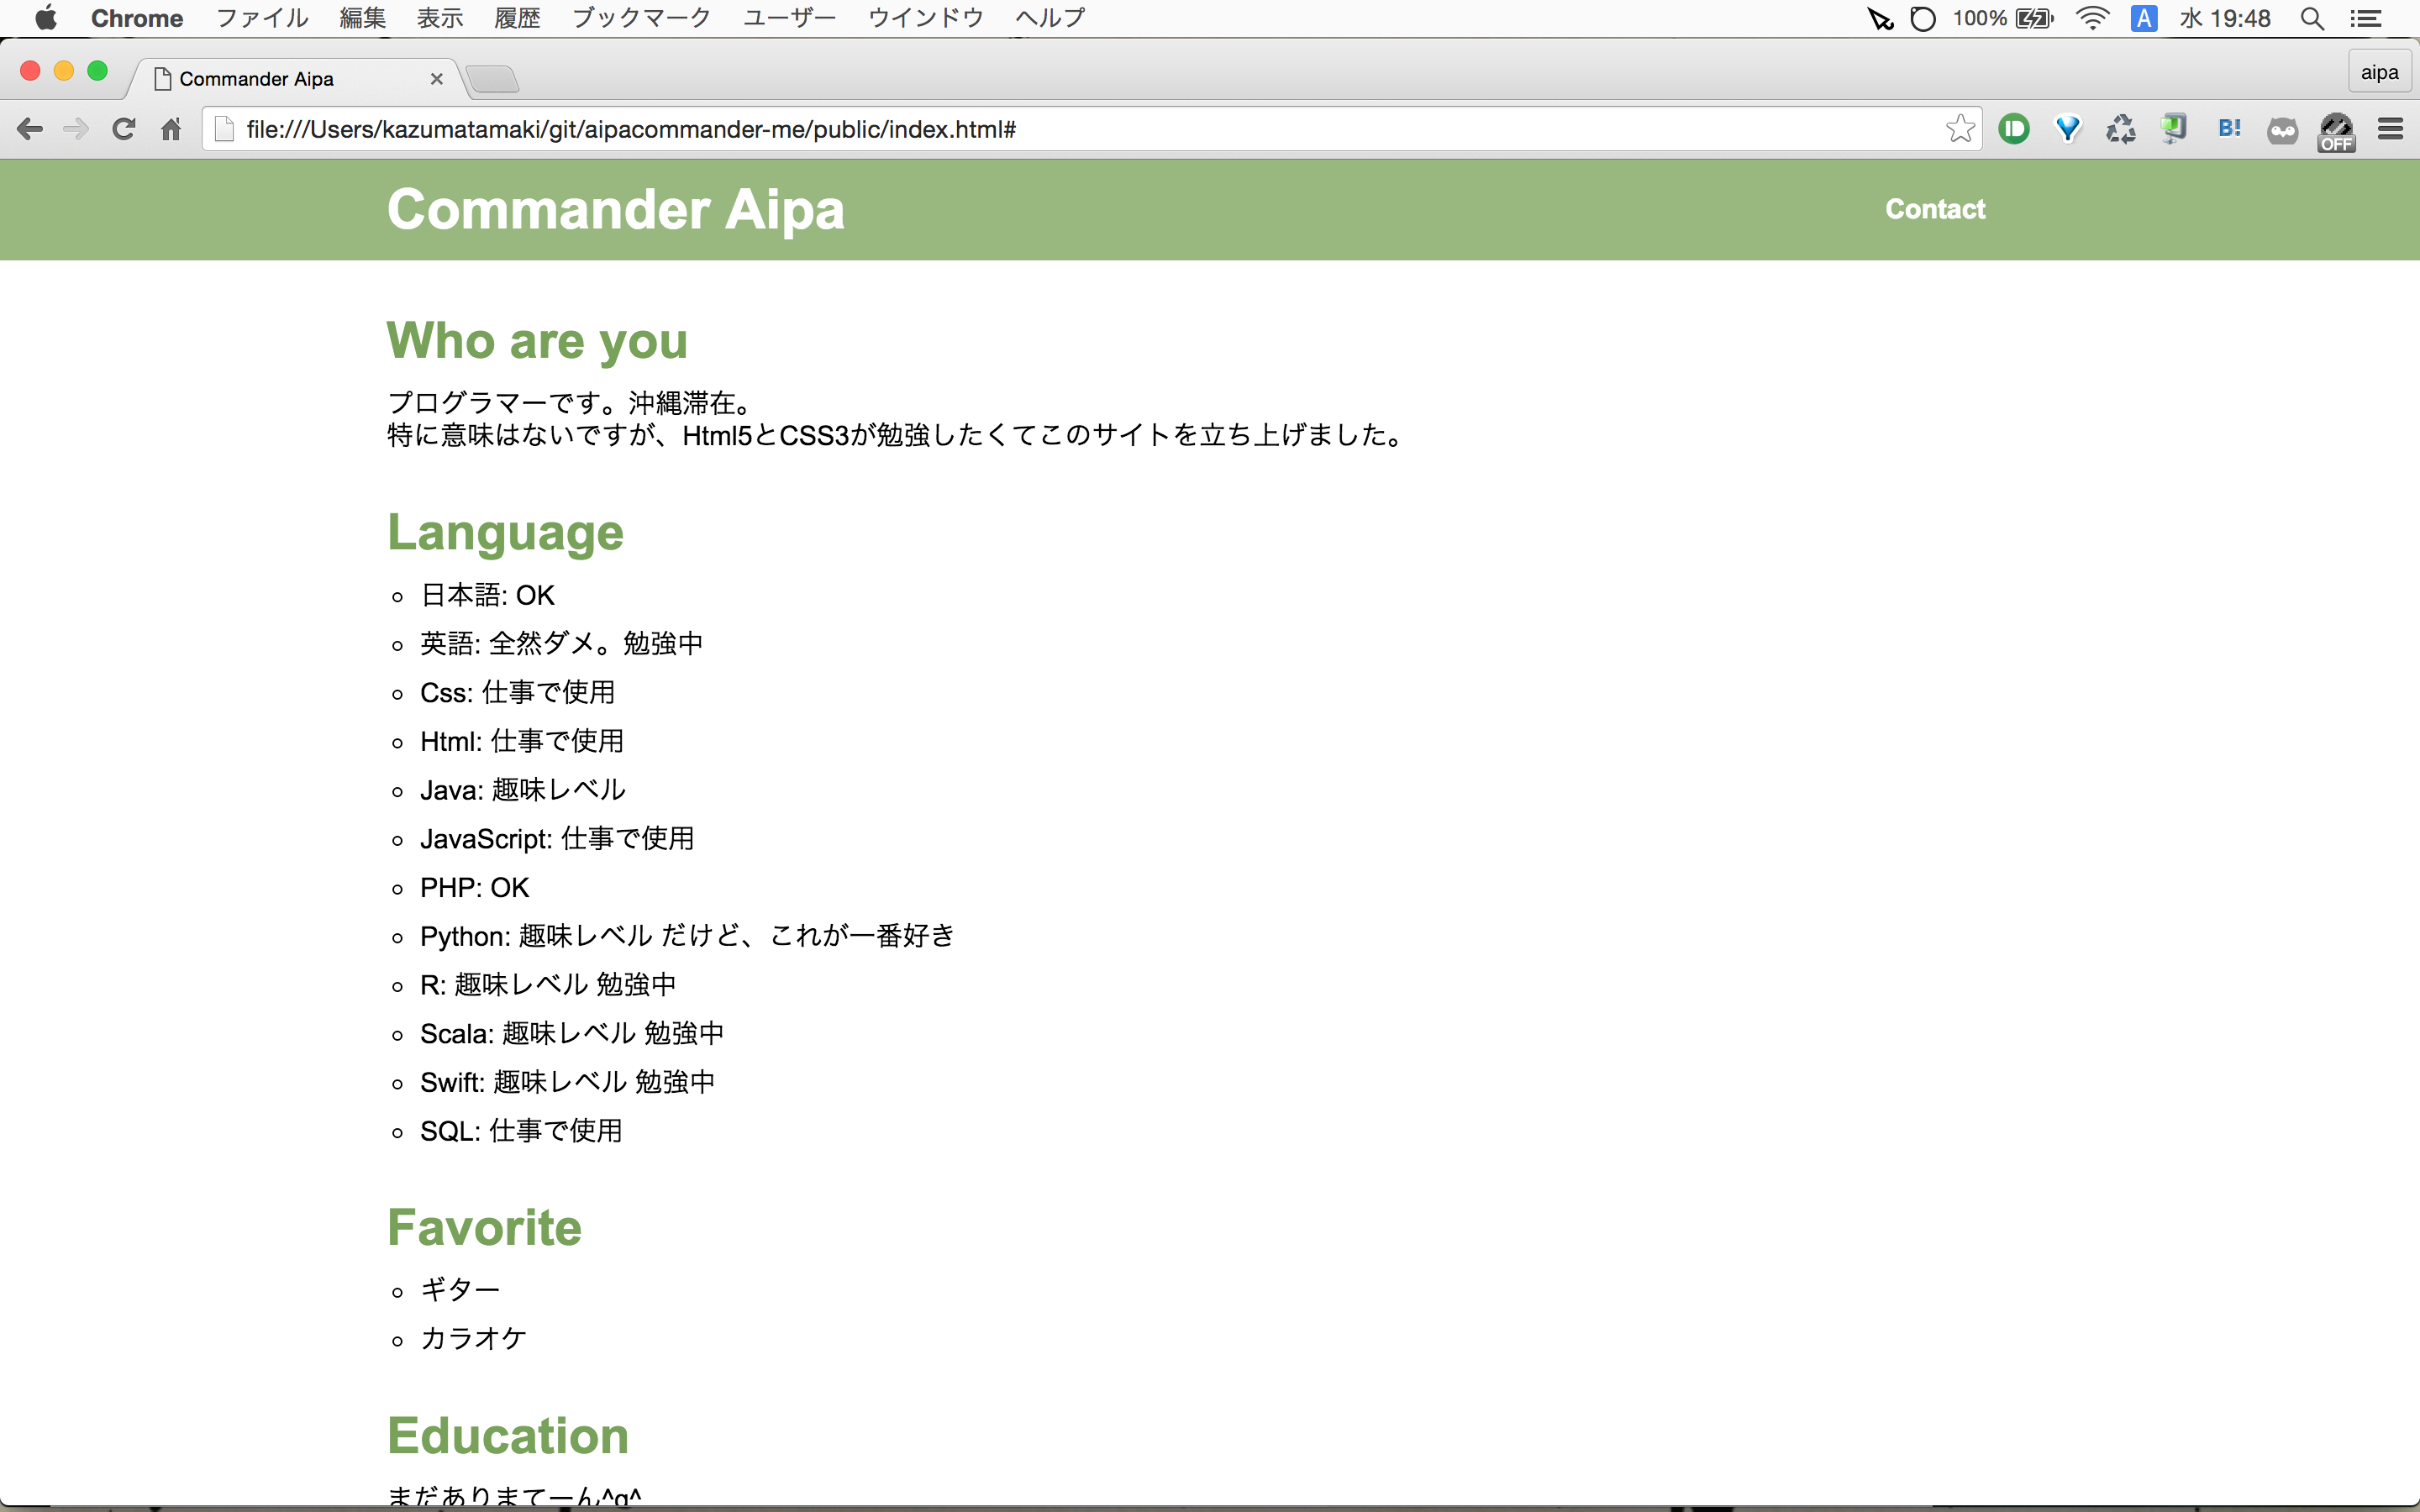 Chrome ファイル 編集 表示 履歴 ブックマーク ユーザー ウインドウ ヘルプ 100% A 水 19:48
Commander Aipa
aipa
file:///Users/kazumatamaki/git/aipacommander-me/public/index.html#
B!
OFF
Commander Aipa
Contact
Who are you
プログラマーです。沖縄滞在。
特に意味はないですが、Html5とCSS3が勉強したくてこのサイトを立ち上げました。
Language
日本語: OK
英語: 全然ダメ。勉強中
Css: 仕事で使用
Html: 仕事で使用
Java: 趣味レベル
JavaScript: 仕事で使用
PHP: OK
Python: 趣味レベル だけど、これが一番好き
R: 趣味レベル 勉強中
Scala: 趣味レベル 勉強中
Swift: 趣味レベル 勉強中
SQL: 仕事で使用
Favorite
ギター
カラオケ
Education
まだありまてーん^q^